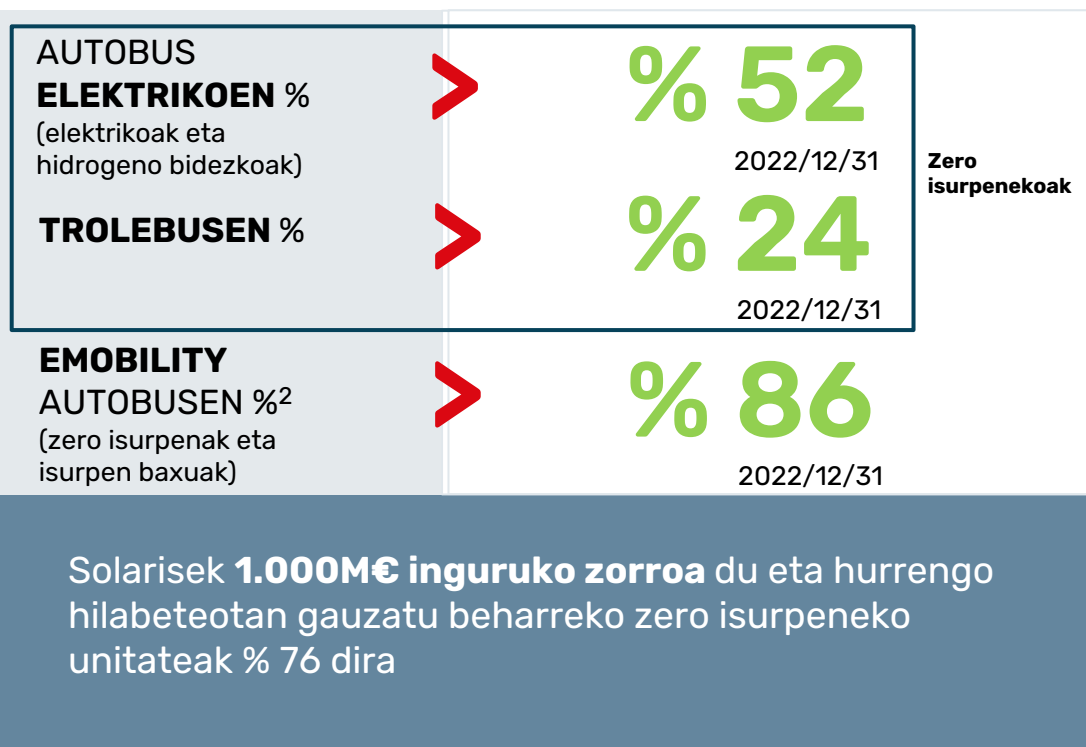 AUTOBUS
ELEKTRIKOEN %
(elektrikoak eta
hidrogeno bidezkoak)
> % 52
2022/12/31
Zero
isurpenekoak
TROLEBUSEN %
> % 24
2022/12/31
EMOBILITY
AUTOBUSEN %²
(zero isurpenak eta
isurpen baxuak)
> % 86
2022/12/31
Solarisek 1.000M€ inguruko zorroa du eta hurrengo
hilabeteotan gauzatu beharreko zero isurpeneko
unitateak % 76 dira